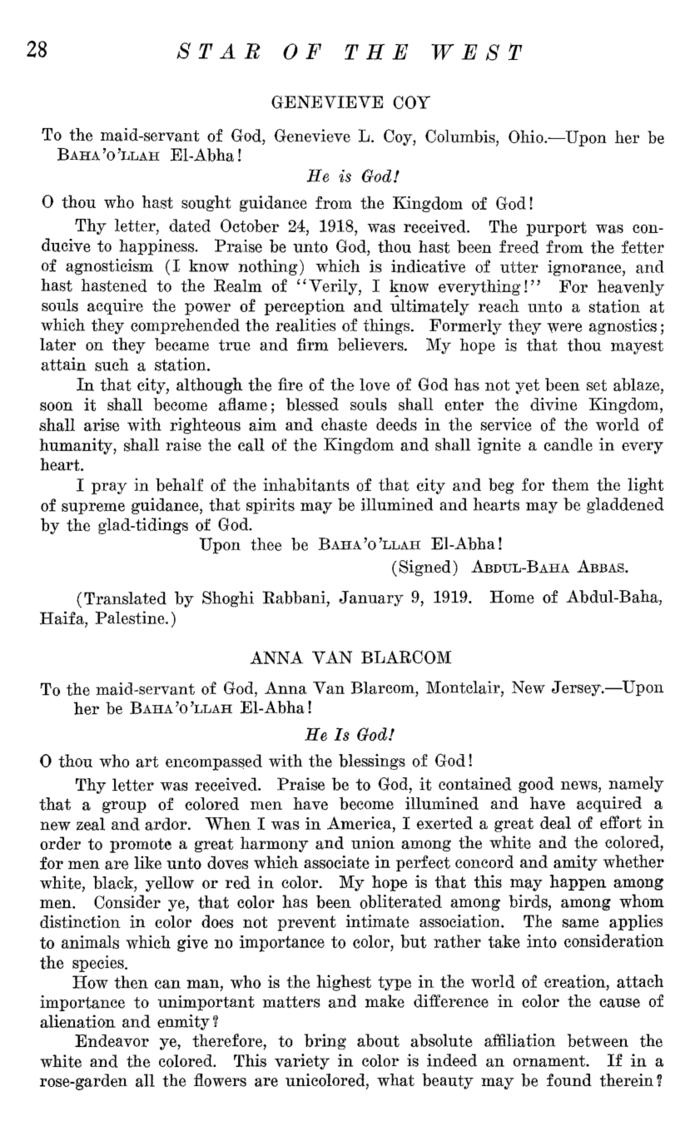 28 STAR OF THE WEST
GENEVIEVE COY
To the maid-servant of God, Genevieve L. Coy, Columbis, Ohio.—Upon her be
BAHA'O'LLAH El-Abha!
He is God!
O thou who hast sought guidance from the Kingdom of God!
Thy letter, dated October 24, 1918, was received. The purport was con-
ducive to happiness. Praise be unto God, thou hast been freed from the fetter
of agnosticism (I know nothing) which is indicative of utter ignorance, and
hast hastened to the Realm of "Verily, I know everything!" For heavenly
souls acquire the power of perception and ultimately reach unto a station at
which they comprehended the realities of things. Formerly they were agnostics;
later on they became true and firm believers. My hope is that thou mayest
attain such a station.
In that city, although the fire of the love of God has not yet been set ablaze,
soon it shall become aflame; blessed souls shall enter the divine Kingdom,
shall arise with righteous aim and chaste deeds in the service of the world of
humanity, shall raise the call of the Kingdom and shall ignite a candle in every
heart.
I pray in behalf of the inhabitants of that city and beg for them the light
of supreme guidance, that spirits may be illumined and hearts may be gladdened
by the glad-tidings of God.
Upon thee be BAHA'O'LLAH El-Abha!
(Signed) ABDUL-BAHA ABBAS.
(Translated by Shoghi Rabbani, January 9, 1919. Home of Abdul-Baha,
Haifa, Palestine.)
ANNA VAN BLARCOM
To the maid-servant of God, Anna Van Blarcom, Montclair, New Jersey.—Upon
her be BAHA'O'LLAH El-Abha!
He Is God!
O thou who art encompassed with the blessings of God!
Thy letter was received. Praise be to God, it contained good news, namely
that a group of colored men have become illumined and have acquired a
new zeal and ardor. When I was in America, I exerted a great deal of effort in
order to promote a great harmony and union among the white and the colored,
for men are like unto doves which associate in perfect concord and amity whether
white, black, yellow or red in color. My hope is that this may happen among
men. Consider ye, that color has been obliterated among birds, among whom
distinction in color does not prevent intimate association. The same applies
to animals which give no importance to color, but rather take into consideration
the species.
How then can man, who is the highest type in the world of creation, attach
importance to unimportant matters and make difference in color the cause of
alienation and enmity?
Endeavor ye, therefore, to bring about absolute affiliation between the
white and the colored. This variety in color is indeed an ornament. If in a
rose-garden all the flowers are unicolored, what beauty may be found therein?